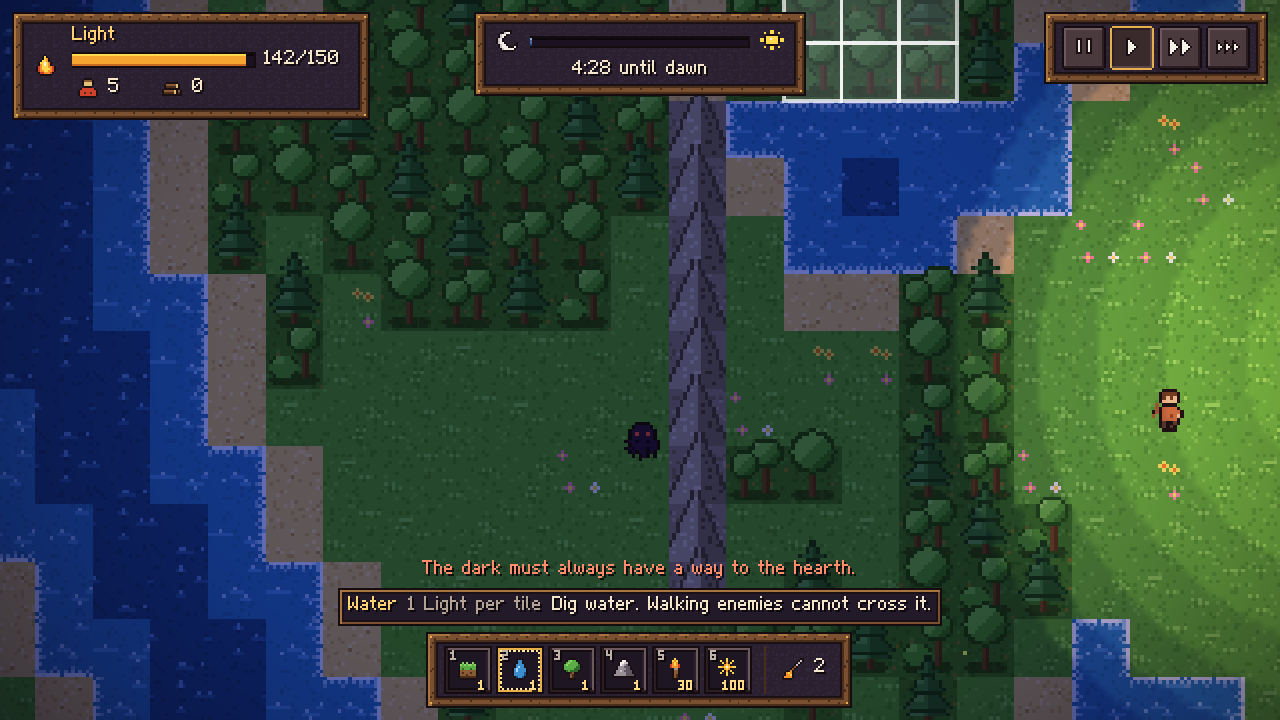 Light
142/150
5 0
4:28 until dawn
The dark must always have a way to the hearth.
Water 1 Light per tile Dig water. Walking enemies cannot cross it.
1 2 3 4 5 6
1 1 1 1 30 100
2